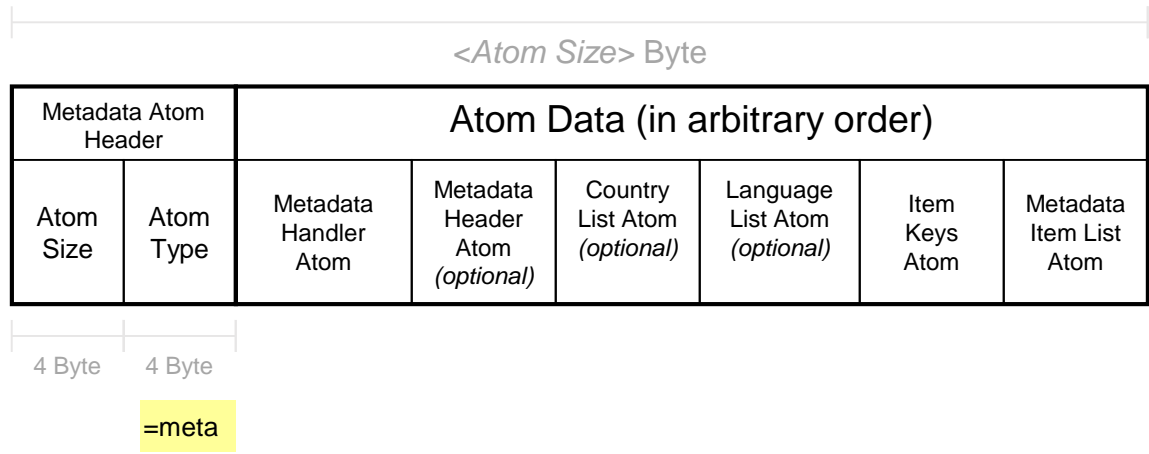 <Atom Size> Byte
Metadata Atom
Header
Atom Data (in arbitrary order)
Atom
Size
Atom
Type
Metadata
Handler
Atom
Metadata
Header
Atom
(optional)
Country
List Atom
(optional)
Language
List Atom
(optional)
Item
Keys
Atom
Metadata
Item List
Atom
4 Byte
4 Byte
=meta